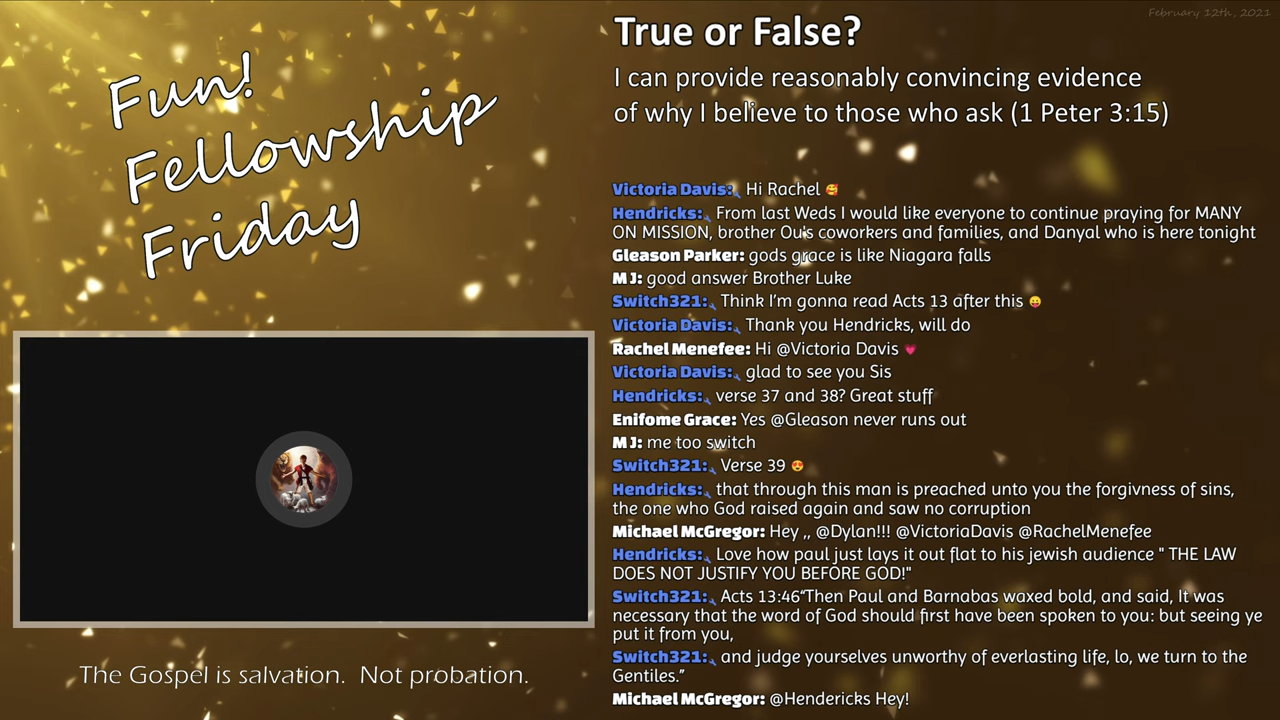 February 12th, 2021
Fun!
Fellowship
Friday
True or False?
I can provide reasonably convincing evidence
of why I believe to those who ask (1 Peter 3:15)
Victoria Davis: Hi Rachel 🥰
Hendricks: From last Weds I would like everyone to continue praying for MANY
ON MISSION, brother Ou's coworkers and families, and Danyal who is here tonight
Gleason Parker: gods grace is like Niagara falls
M J: good answer Brother Luke
Switch321: Think I'm gonna read Acts 13 after this 😛
Victoria Davis: Thank you Hendricks, will do
Rachel Menefee: Hi @Victoria Davis 💗
Victoria Davis: glad to see you Sis
Hendricks: verse 37 and 38? Great stuff
Enifome Grace: Yes @Gleason never runs out
M J: me too switch
Switch321: Verse 39 😍
Hendricks: that through this man is preached unto you the forgivness of sins,
the one who God raised again and saw no corruption
Michael McGregor: Hey ,, @Dylan!!! @VictoriaDavis @RachelMenefee
Hendricks: Love how paul just lays it out flat to his jewish audience " THE LAW
DOES NOT JUSTIFY YOU BEFORE GOD!"
Switch321: Acts 13:46“Then Paul and Barnabas waxed bold, and said, It was
necessary that the word of God should first have been spoken to you: but seeing ye
put it from you,
Switch321: and judge yourselves unworthy of everlasting life, lo, we turn to the
Gentiles.”
Michael McGregor: @Hendericks Hey!
The Gospel is salvation. Not probation.